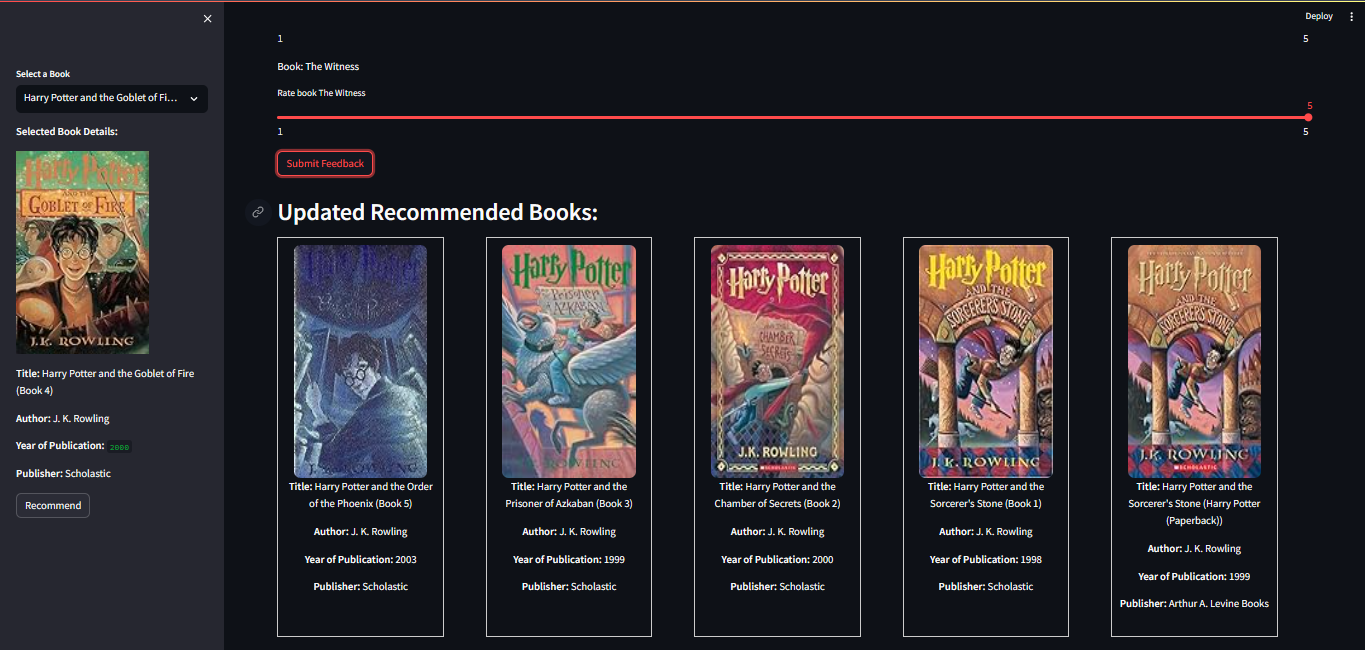 Deploy
Select a Book
Harry Potter and the Goblet of Fi...
Selected Book Details:
Harry Potter
AND THE
GOBLET OF FIRE
J.K. ROWLING
Title: Harry Potter and the Goblet of Fire
(Book 4)
Author: J. K. Rowling
Year of Publication: 2000
Publisher: Scholastic
Recommend
1
5
Book: The Witness
Rate book The Witness
5
1
5
Submit Feedback
Updated Recommended Books:
Harry Potter
J.K. ROWLING
Title: Harry Potter and the Order
of the Phoenix (Book 5)
Author: J. K. Rowling
Year of Publication: 2003
Publisher: Scholastic
Harry Potter
Prisoner
AZKABAN
ROWLING
Title: Harry Potter and the
Prisoner of Azkaban (Book 3)
Author: J. K. Rowling
Year of Publication: 1999
Publisher: Scholastic
Harry Potter
AND THE
CHAMBER
SECRETS
J.K. ROWLING
SCHOLASTIC
Title: Harry Potter and the
Chamber of Secrets (Book 2)
Author: J. K. Rowling
Year of Publication: 2000
Publisher: Scholastic
Harry Potter
AND THE
SORCERER'S STONE
J.K. ROWLING
Title: Harry Potter and the
Sorcerer's Stone (Book 1)
Author: J. K. Rowling
Year of Publication: 1998
Publisher: Scholastic
Harry Potter
AND THE
SORCERER'S STONE
J.K. ROWLING
SCHOLASTIC
Title: Harry Potter and the
Sorcerer's Stone (Harry Potter
(Paperback))
Author: J. K. Rowling
Year of Publication: 1999
Publisher: Arthur A. Levine Books